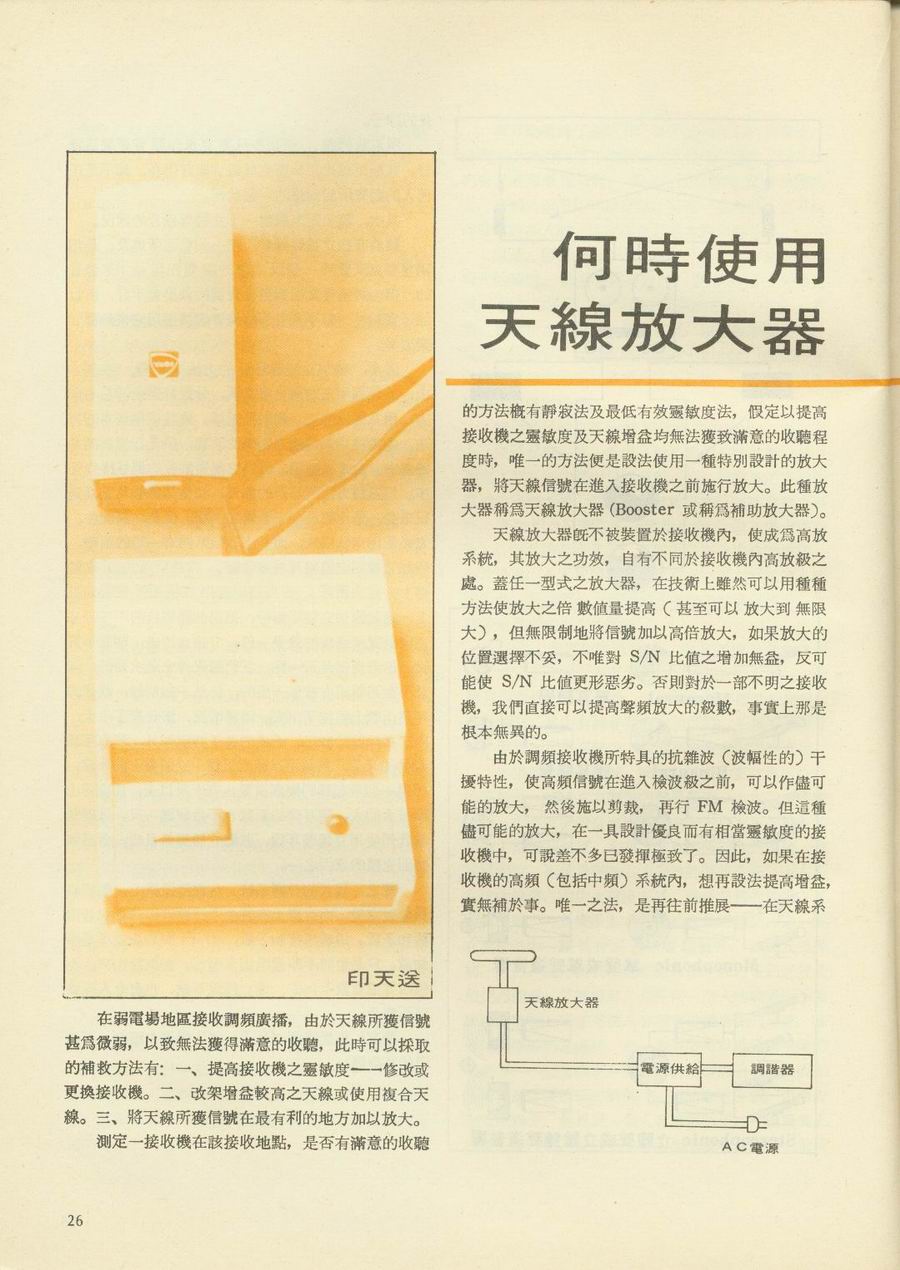 何時使用
天線放大器
印天送
在弱電場地區接收調頻廣播，由於天線所獲信號
甚爲微弱，以致無法獲得滿意的收聽，此時可以採取
的補救方法有：一、提高接收機之靈敏度——修改或
更換接收機。二、改架增益較高之天線或使用複合天
線。三、將天線所獲信號在最有利的地方加以放大。
測定一接收機在該接收地點，是否有滿意的收聽
的方法概有靜寂法及最低有效靈敏度法，假定以提高
接收機之靈敏度及天線增益均無法獲致滿意的收聽程
度時，唯一的方法便是設法使用一種特別設計的放大
器，將天線信號在進入接收機之前施行放大。此種放
大器稱爲天線放大器 (Booster 或稱爲補助放大器)。
天線放大器旣不被裝置於接收機內，使成爲高放
系統，其放大之功效，自有不同於接收機內高放級之
處。蓋任一型式之放大器，在技術上雖然可以用種種
方法使放大之倍數值量提高（甚至可以放大到無限
大），但無限制地將信號加以高倍放大，如果放大的
位置選擇不妥，不唯對 S/N 比值之增加無益，反可
能使 S/N 比值更形惡劣。否則對於一部不明之接收
機，我們直接可以提高聲頻放大的級數，事實上那是
根本無異的。
由於調頻接收機所特具的抗雜波（波幅性的）干
擾特性，使高頻信號在進入檢波級之前，可以作儘可
能的放大，然後施以剪裁，再行 FM 檢波。但這種
儘可能的放大，在一具設計優良而有相當靈敏度的接
收機中，可說差不多已發揮極致了。因此，如果在接
收機的高頻（包括中頻）系統內，想再設法提高增益，
實無補於事。唯一之法，是再往前推展——在天線系
天線放大器
電源供給
調諧器
AC電源
26